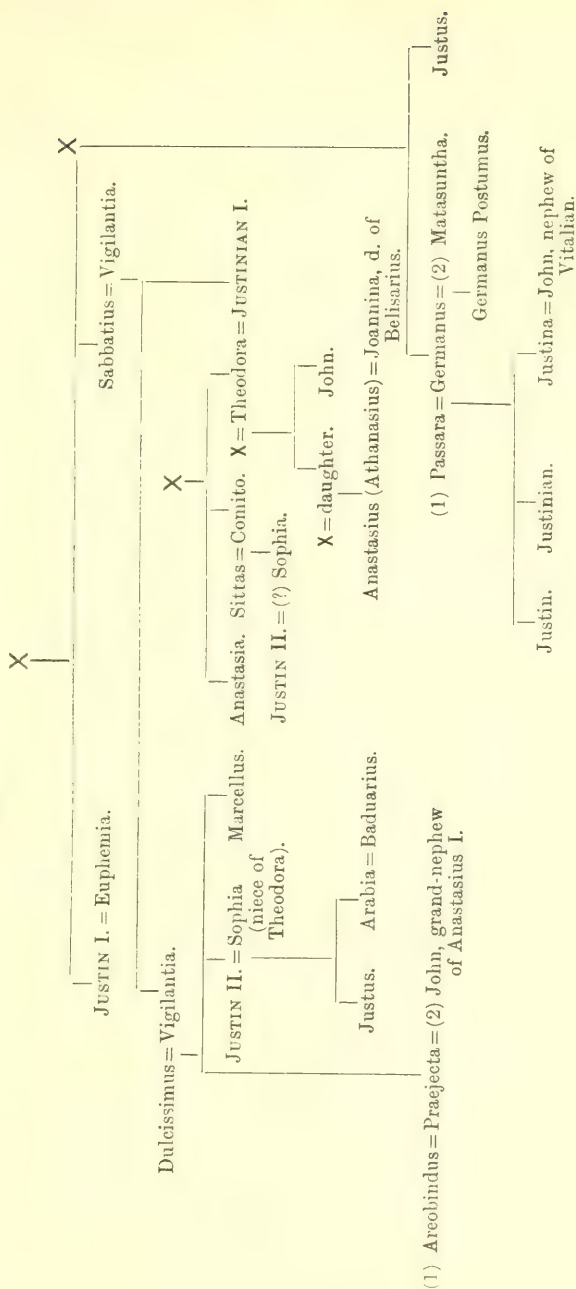 X
JUSTIN I. = Euphemia.
Sabbatius = Vigilantia.
X
Dulcissimus = Vigilantia.
X
Anastasia. Sittas = Comito. X = Theodora = JUSTINIAN I.
JUSTIN II. = (?) Sophia.
X = daughter. John.
Anastasius (Athanasius) = Joannina, d. of
Belisarius.
JUSTIN II. = Sophia Marcellus.
(niece of
Theodora).
Justus. Arabia = Baduarius.
(1) Areobindus = Praejecta = (2) John, grand-nephew
of Anastasius I.
(1) Passara = Germanus = (2) Matasuntha. Justus.
Germanus Postumus.
Justin. Justinian. Justina = John, nephew of
Vitalian.